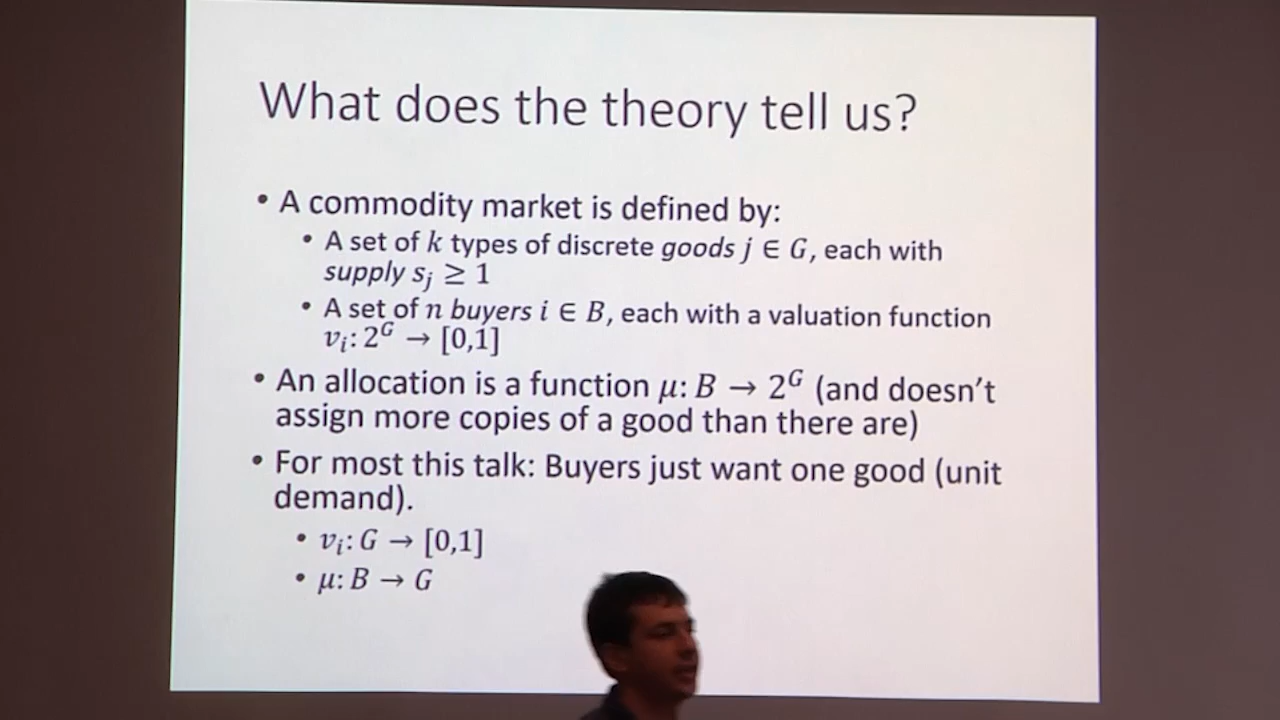 What does the theory tell us?
• A commodity market is defined by:
• A set of k types of discrete goods j ∈ G, each with
supply sⱼ ≥ 1
• A set of n buyers i ∈ B, each with a valuation function
vᵢ: 2ᴳ → [0,1]
• An allocation is a function μ: B → 2ᴳ (and doesn't
assign more copies of a good than there are)
• For most this talk: Buyers just want one good (unit
demand).
• vᵢ: G → [0,1]
• μ: B → G